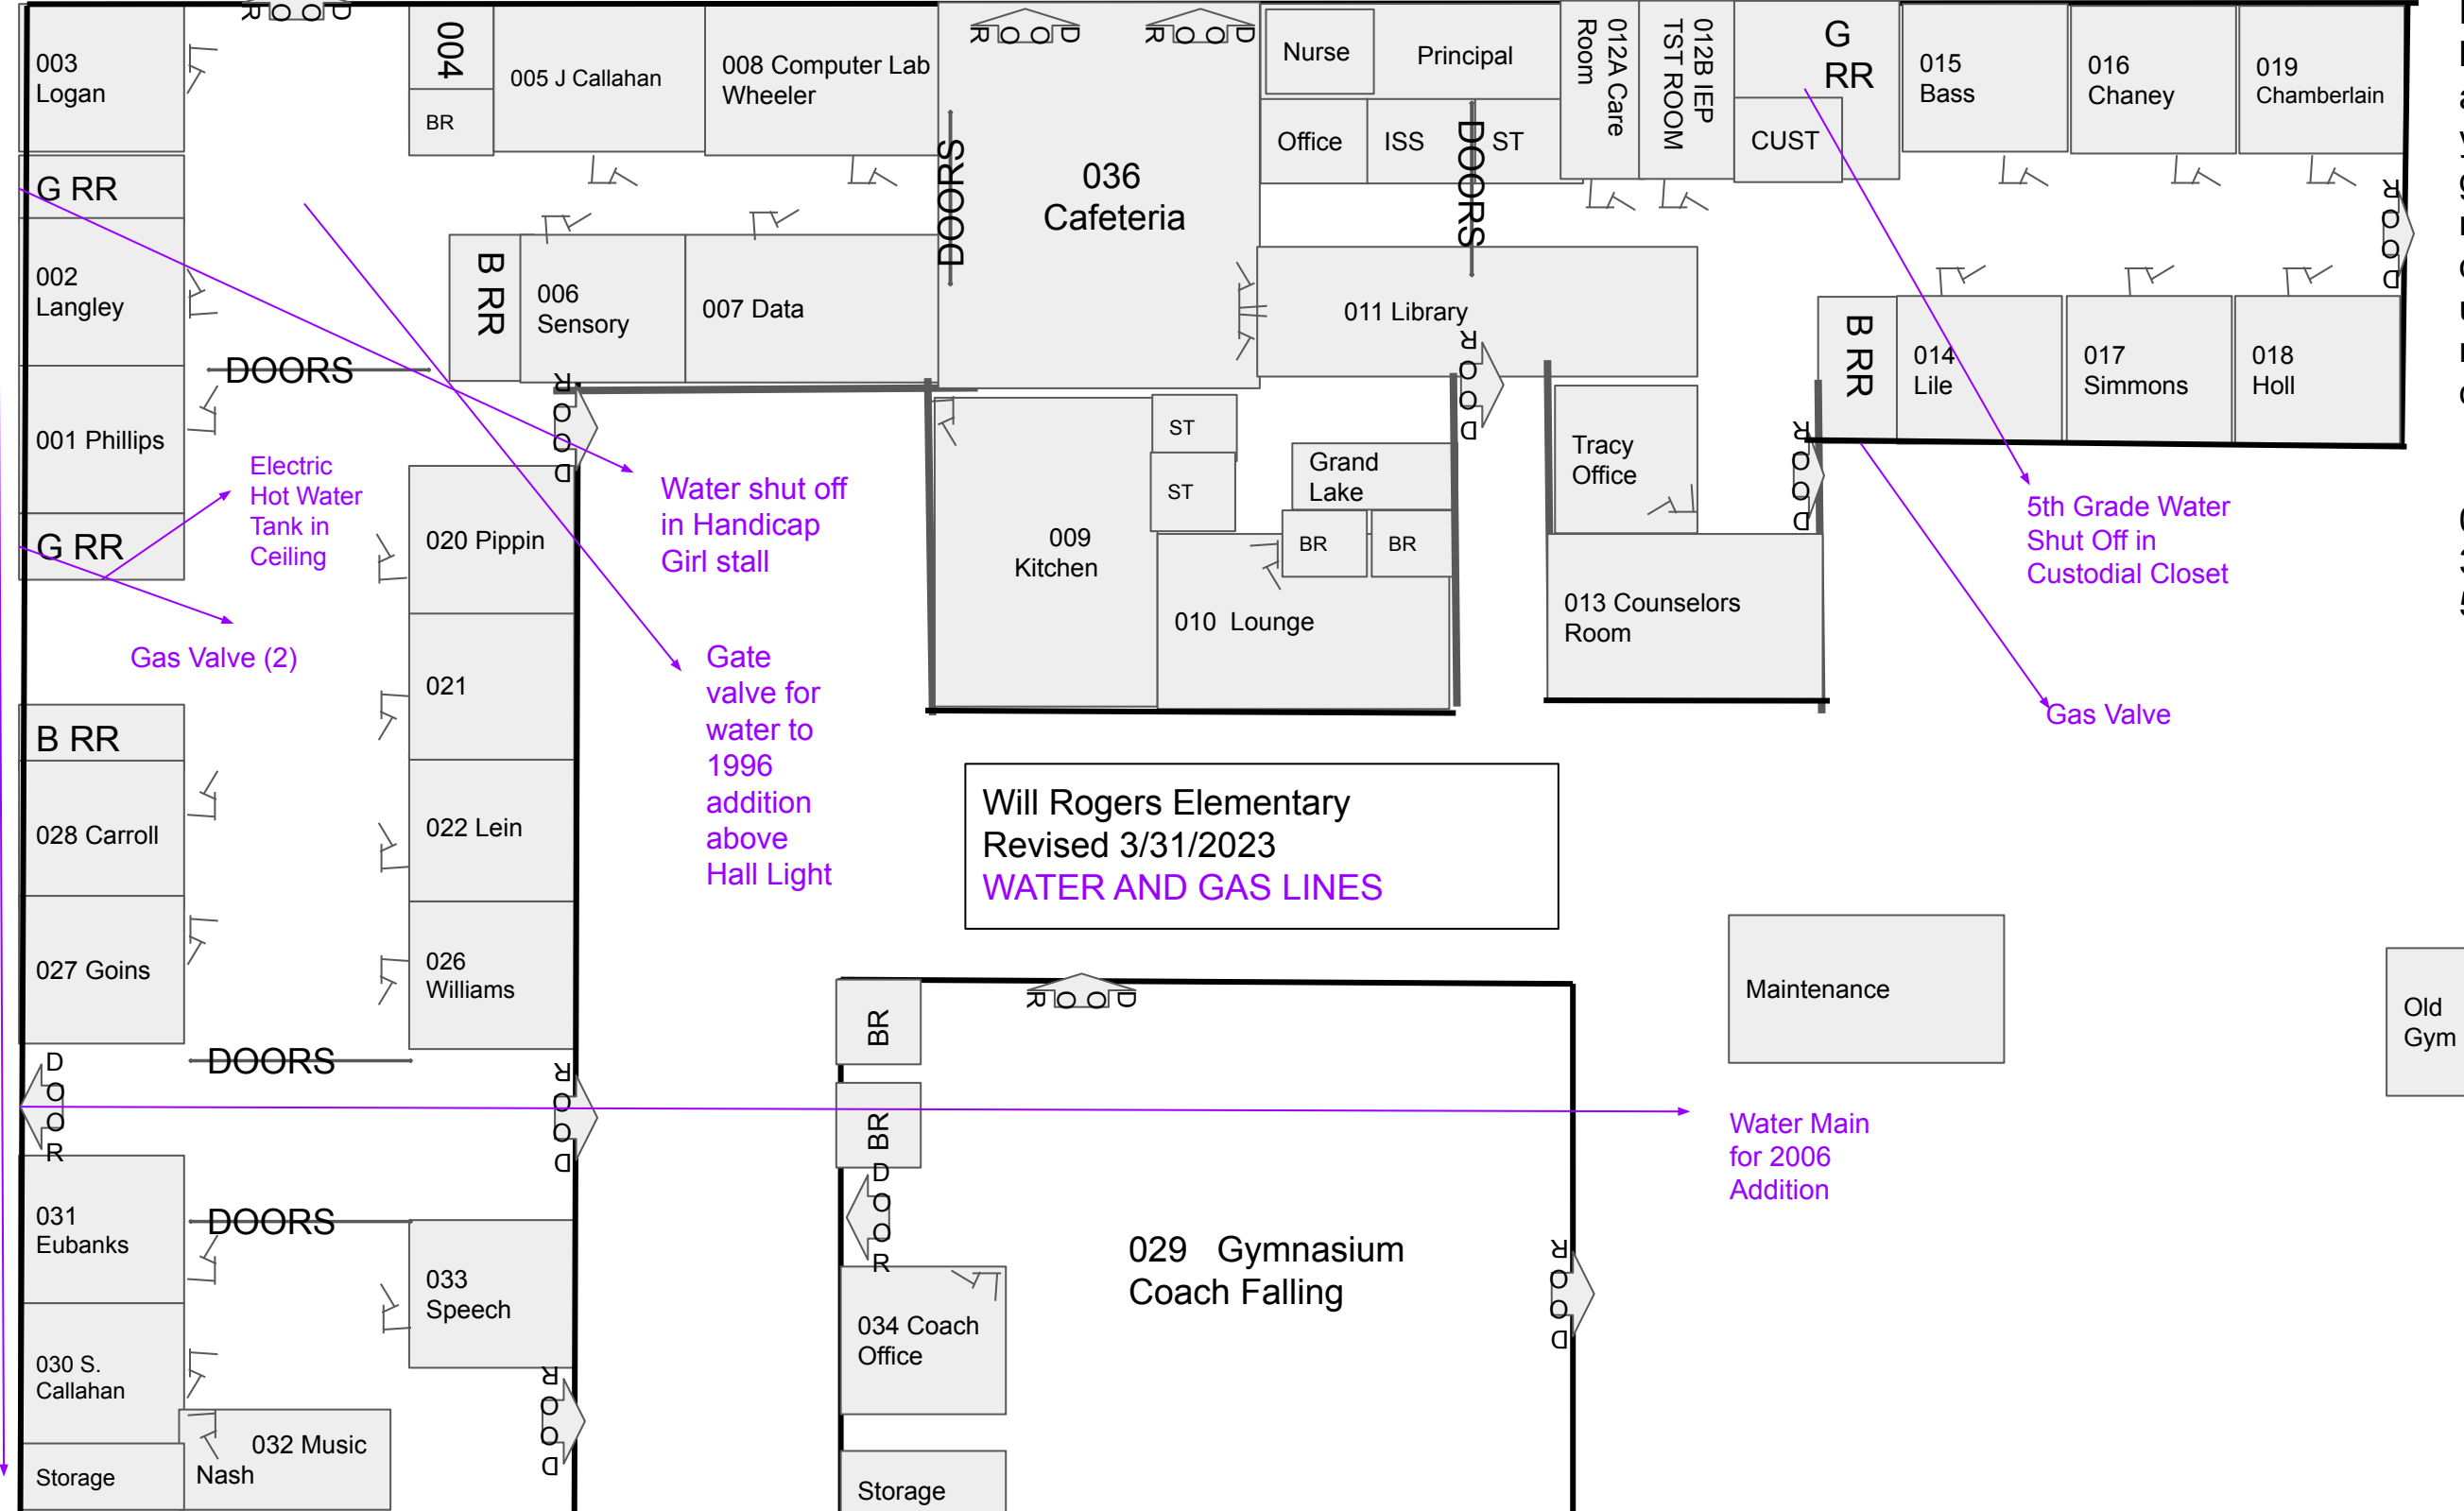 DOOR
003
Logan
004
BR
005 J Callahan
008 Computer Lab
Wheeler
DOOR
DOOR
Nurse
Principal
Office
ISS
ST
012A Care
Room
012B IEP
TST ROOM
G
RR
CUST
015
Bass
016
Chaney
019
Chamberlain
G RR
002
Langley
DOORS
B RR
006
Sensory
007 Data
DOORS
036
Cafeteria
DOORS
011 Library
DOOR
B RR
014
Lile
017
Simmons
018
Holl
DOOR
001 Phillips
G RR
Electric
Hot Water
Tank in
Ceiling
Gas Valve (2)
DOOR
020 Pippin
021
022 Lein
026
Williams
Water shut off
in Handicap
Girl stall
Gate
valve for
water to
1996
addition
above
Hall Light
009
Kitchen
ST
ST
Grand
Lake
BR
BR
010 Lounge
Tracy
Office
DOOR
013 Counselors
Room
5th Grade Water
Shut Off in
Custodial Closet
Gas Valve
B RR
028 Carroll
027 Goins
DOORS
DOOR
DOOR
Will Rogers Elementary
Revised 3/31/2023
WATER AND GAS LINES
Maintenance
Old
Gym
Water Main
for 2006
Addition
031
Eubanks
DOORS
033
Speech
030 S.
Callahan
DOOR
032 Music
Nash
Storage
BR
BR
DOOR
DOOR
029 Gymnasium
Coach Falling
DOOR
034 Coach
Office
Storage